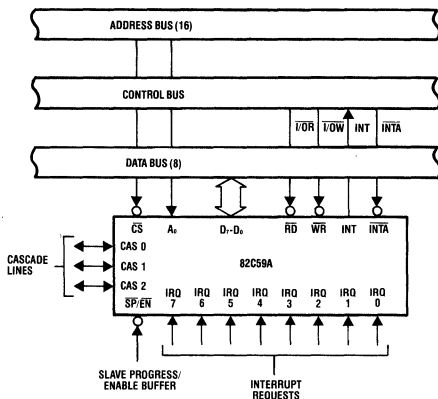 ADDRESS BUS (16)
CONTROL BUS
I/OR I/OW INT INTA
DATA BUS (8)
CS A₀ D₇-D₀ RD WR INT INTA
CASCADE LINES
CAS 0
CAS 1
CAS 2
82C59A
SP/EN
IRQ 7 IRQ 6 IRQ 5 IRQ 4 IRQ 3 IRQ 2 IRQ 1 IRQ 0
SLAVE PROGRESS/
ENABLE BUFFER
INTERRUPT
REQUESTS